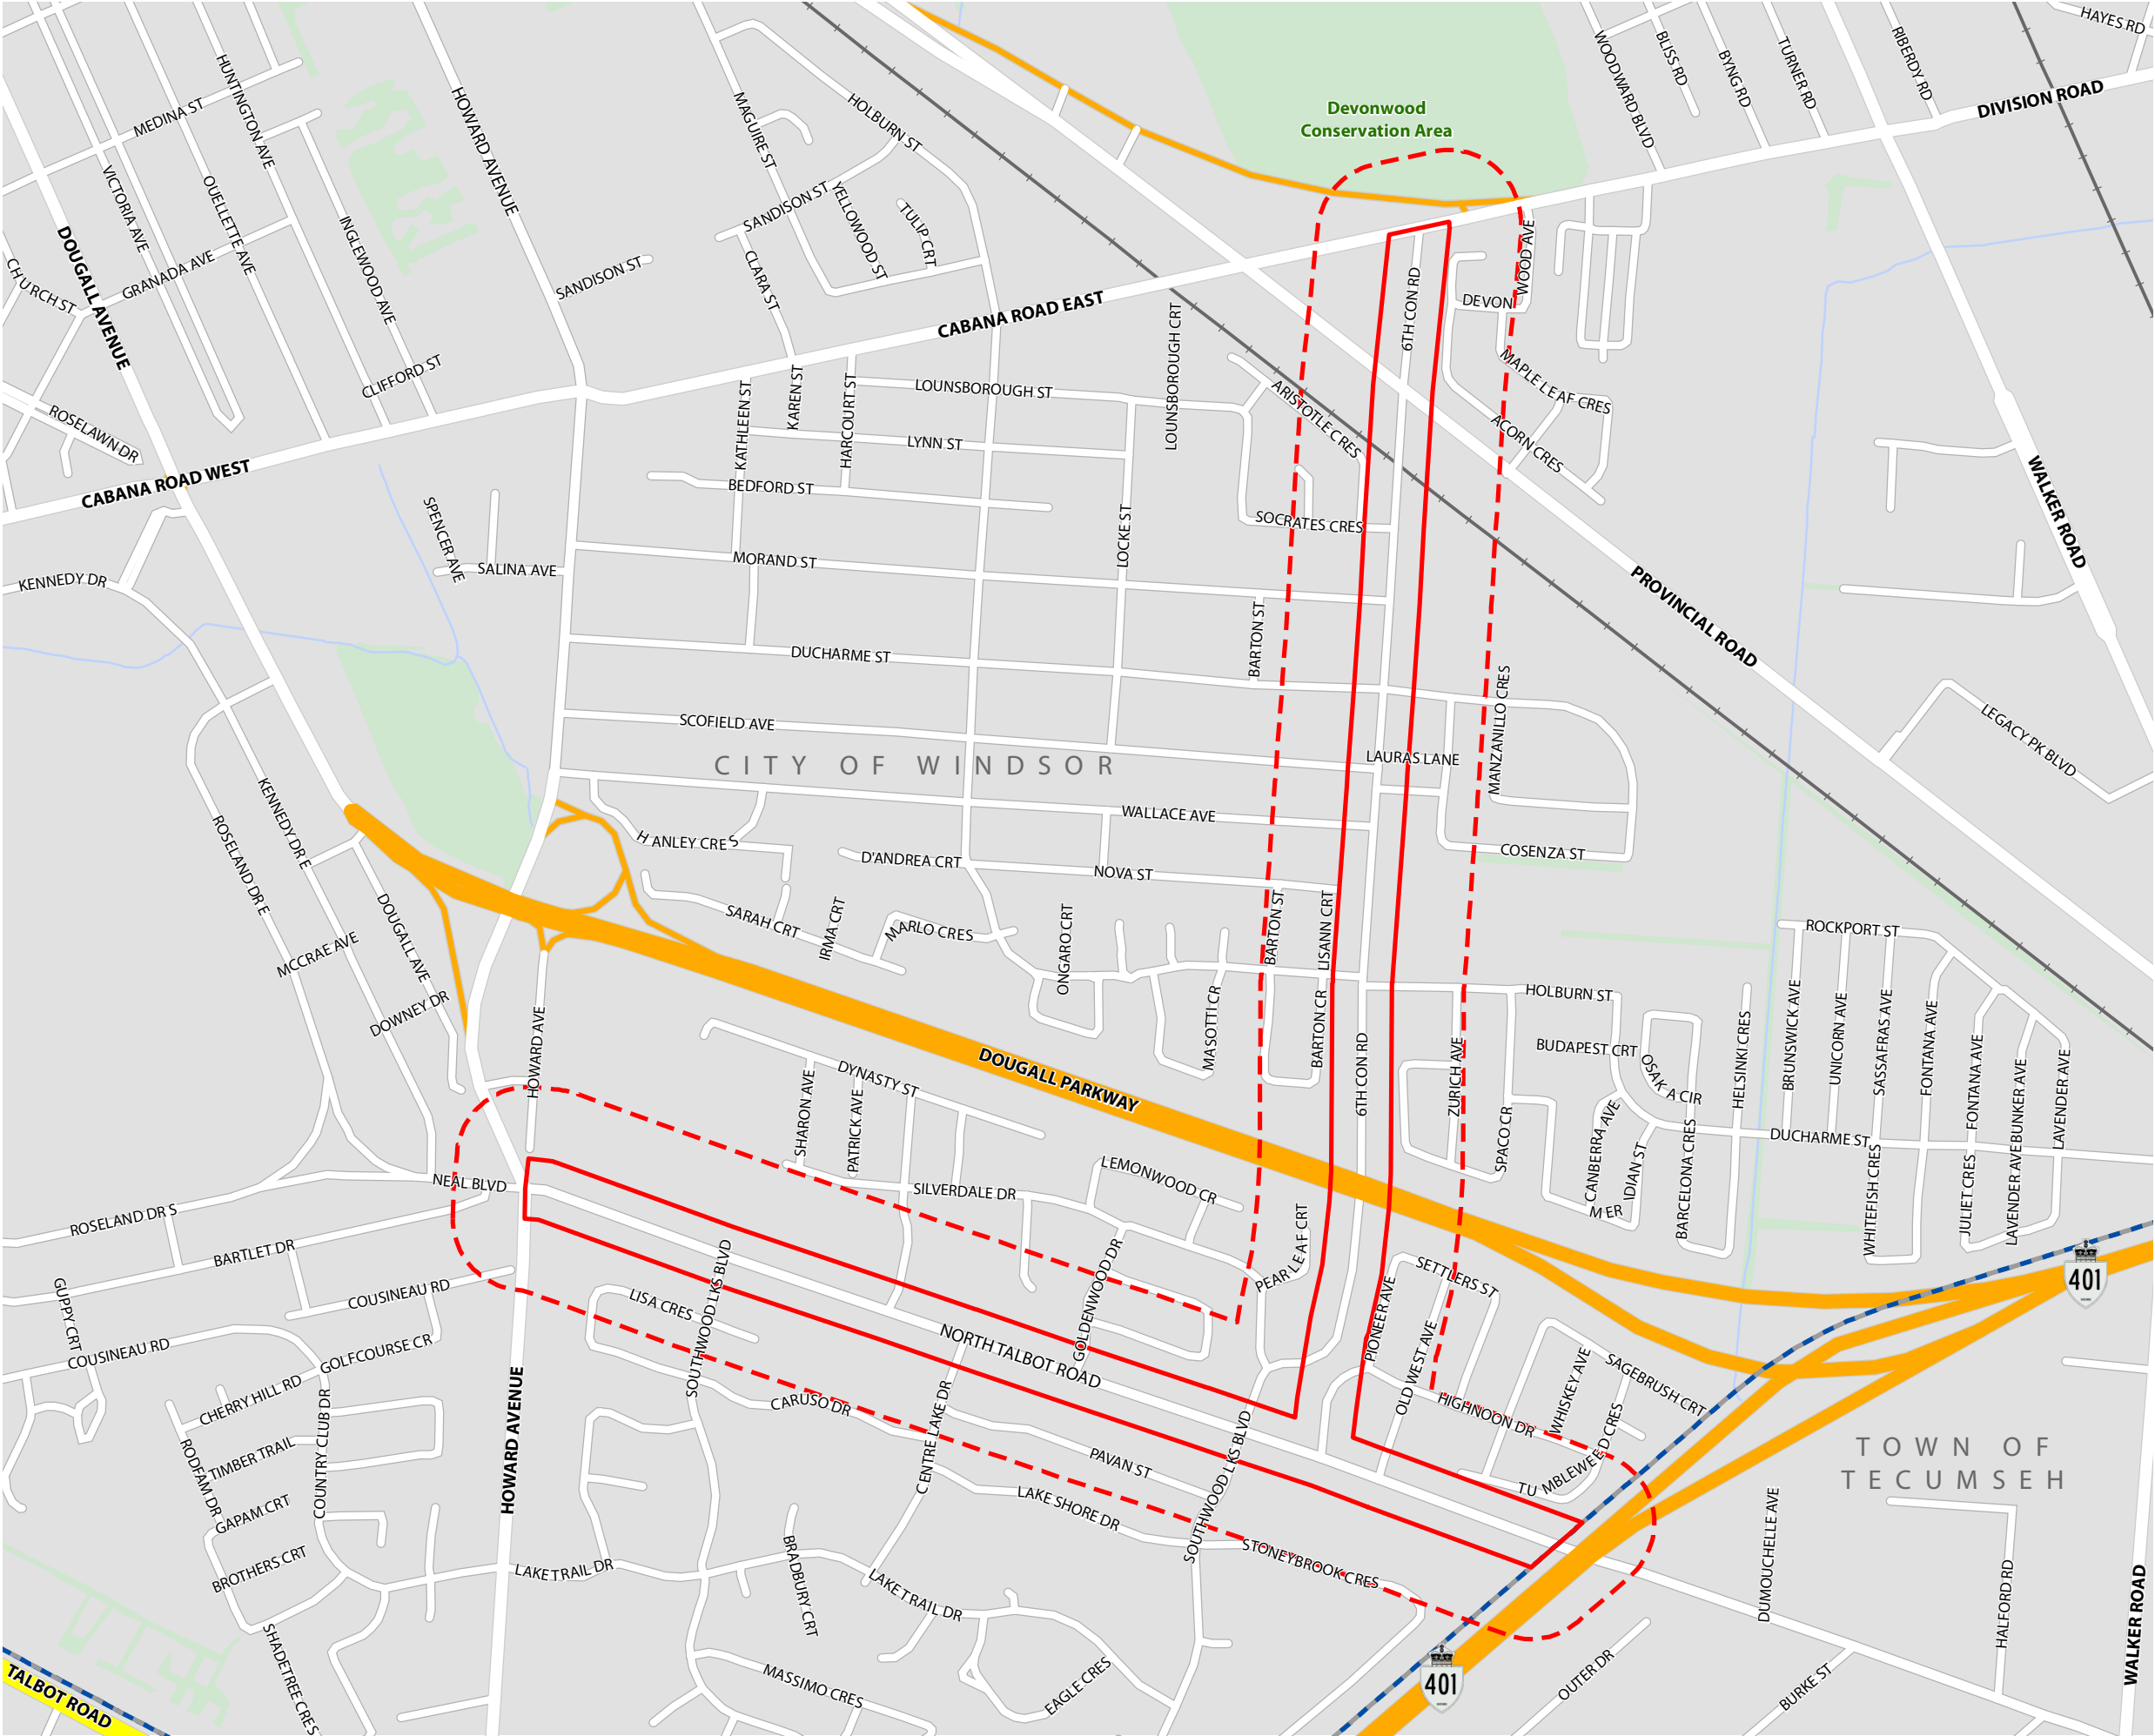 HAYES RD
RIBERDY RD
TURNER RD
BYNG RD
BLISS RD
WOODWARD BLVD
DIVISION ROAD
Devonwood
Conservation Area
HUNTINGTON AVE
MEDINA ST
HOWARD AVENUE
MAGUIRE ST
HOLBURN ST
VICTORIA AVE
OUELLETTE AVE
INGLEWOOD AVE
SANDISON ST
YELLOWOOD ST
TULIP CRT
DOUGALL AVENUE
GRANADA AVE
CHURCH ST
SANDISON ST
CLARA ST
CABANA ROAD EAST
6TH CON RD
WOOD AVE
DEVON
LOUNSBOROUGH CRT
MAPLE LEAF CRES
ACORN CRES
ARISTOTLE CRES
CLIFFORD ST
ROSELAWN DR
CABANA ROAD WEST
KATHLEEN ST
KAREN ST
HARCOURT ST
LOUNSBOROUGH ST
LYNN ST
BEDFORD ST
LOCKE ST
SOCRATES CRES
WALKER ROAD
PROVINCIAL ROAD
SPENCER AVE
SALINA AVE
KENNEDY DR
MORAND ST
BARTON ST
DUCHARME ST
SCOFIELD AVE
CITY OF WINDSOR
LAURAS LANE
MANZANILLO CRES
LEGACY PK BLVD
WALLACE AVE
HANLEY CRES
D'ANDREA CRT
NOVA ST
COSENZA ST
KENNEDY DR E
ROSELAND DR E
DOUGALL AVE
MCCRAE AVE
DOWNEY DR
SARAH CRT
IRMA CRT
MARLO CRES
ONGARO CRT
BARTON ST
LISANN CRT
MASOTTI CR
BARTON CR
6TH CON RD
HOLBURN ST
ROCKPORT ST
BUDAPEST CRT
OSAKA CIR
HELSINKI CRES
BRUNSWICK AVE
UNICORN AVE
SASSAFRAS AVE
FONTANA AVE
FONTANA AVE
LAVENDER AVE
BUNKER AVE
LAVENDER AVE
DUCHARME ST
HOWARD AVE
DOUGALL PARKWAY
DYNASTY ST
SHARON AVE
PATRICK AVE
ZURICH AVE
SPACO CR
CANBERRA AVE
MERIDIAN ST
BARCELONA CRES
WHITEFISH CRES
JULIET CRES
NEAL BLVD
SILVERDALE DR
LEMONWOOD CR
ROSELAND DR S
BARTLET DR
COUSINEAU RD
GUPPY CRT
COUSINEAU RD
GOLFCOURSE CR
LISA CRES
SOUTHWOOD LKS BLVD
GOLDENWOOD DR
PEAR LEAF CRT
NORTH TALBOT ROAD
SETTLERS ST
PIONEER AVE
OLD WEST AVE
HIGHNOON DR
WHISKEY AVE
SAGEBRUSH CRT
TUMBLEWEED CRES
401
TOWN OF
TECUMSEH
CHERRY HILL RD
COUNTRY CLUB DR
TIMBER TRAIL
RODFAM DR
GAPAM CRT
BROTHERS CRT
HOWARD AVENUE
CARUSO DR
CENTRE LAKE DR
PAVAN ST
LAKE SHORE DR
SOUTHWOOD LKS BLVD
STONEYBROOK CRES
LAKE TRAIL DR
BRADBURY CRT
LAKE TRAIL DR
DUMOUCHELLE AVE
HALFORD RD
WALKER ROAD
SHADETREE CRES
MASSIMO CRES
EAGLE CRES
401
OUTER DR
BURKE ST
TALBOT ROAD